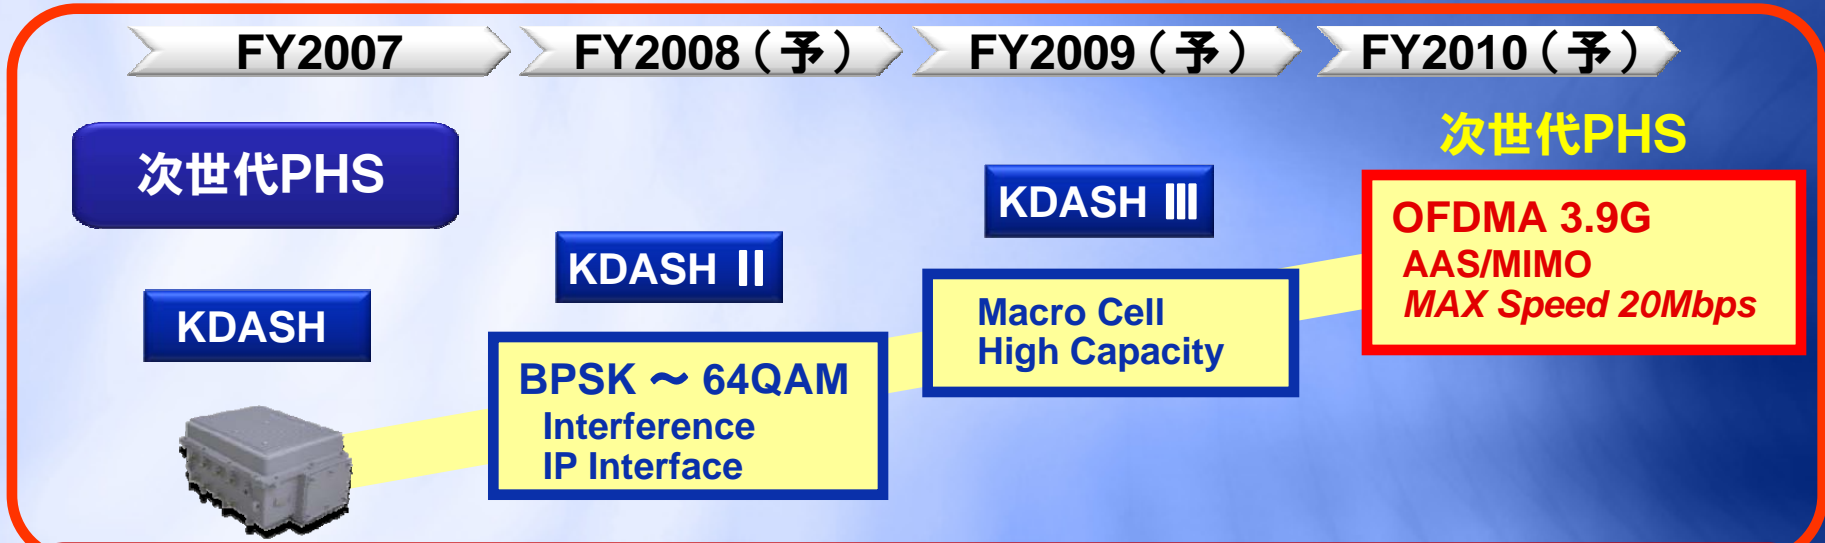 FY2007
FY2008(予)
FY2009(予)
FY2010(予)
次世代PHS
KDASH
KDASH II
BPSK ～ 64QAM
Interference
IP Interface
KDASH III
Macro Cell
High Capacity
次世代PHS
OFDMA 3.9G
AAS/MIMO
MAX Speed 20Mbps